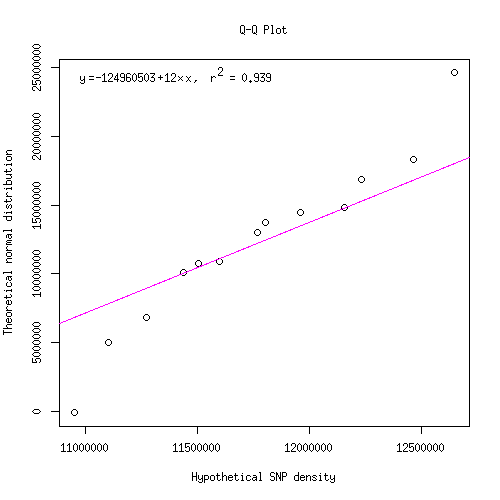 Q-Q Plot
y=-124960503+12××, r² = 0.939
Theoretical normal distribution
25000000
20000000
15000000
10000000
5000000
0
11000000 11500000 12000000 12500000
Hypothetical SNP density